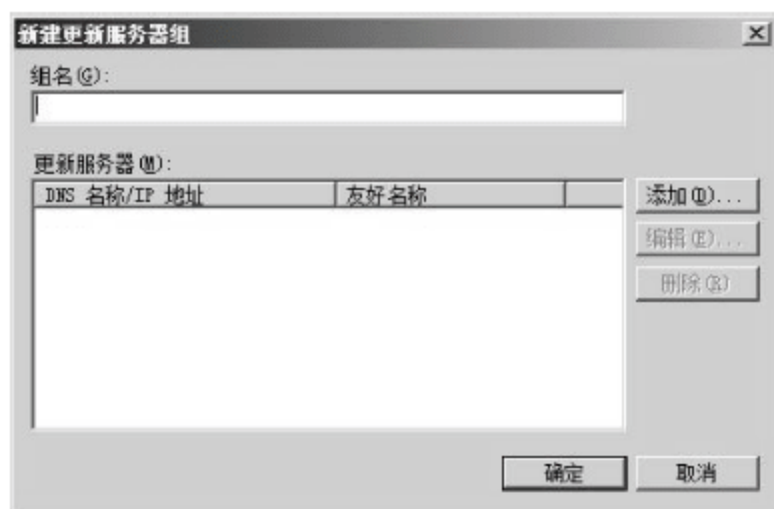 新建更新服务器组
组名(G):
更新服务器(M):
DNS 名称/IP 地址 友好名称
添加(D)...
编辑(E)...
删除(R)
确定 取消